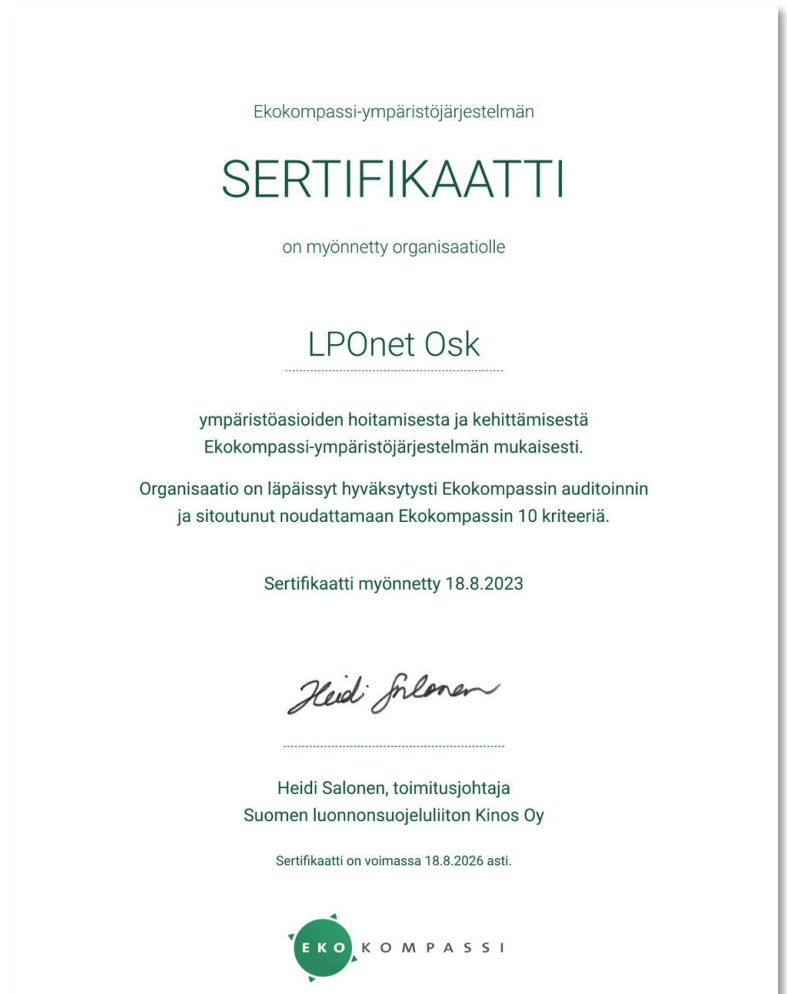 Ekokompassi-ympäristöjärjestelmän
SERTIFIKAATTI
on myönnetty organisaatiolle
LPOnet Osk
ympäristöasioiden hoitamisesta ja kehittämisestä
Ekokompassi-ympäristöjärjestelmän mukaisesti.
Organisaatio on läpäissyt hyväksytysti Ekokompassin auditoinnin
ja sitoutunut noudattamaan Ekokompassin 10 kriteeriä.
Sertifikaatti myönnetty 18.8.2023
Heidi Salonen
Heidi Salonen, toimitusjohtaja
Suomen luonnonsuojeluliiton Kinos Oy
Sertifikaatti on voimassa 18.8.2026 asti.
EKOKOMPASSI